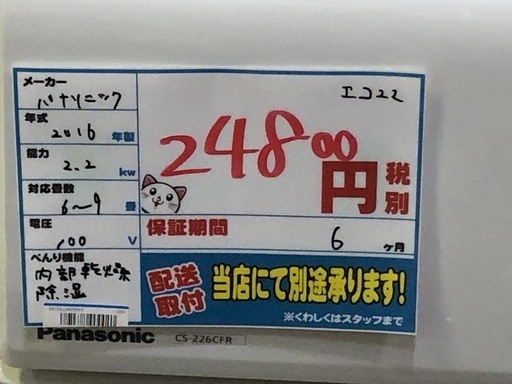 メーカー
パナソニック
エコ22
年式
2016 年製
24800
円
税別
能力
2.2 kw
対応畳数
6~9 畳
電圧
100 V
保証期間
6 ヶ月
べんり機能
内部乾燥
除湿
配送
取付
当店にて別途承ります!
※くわしくはスタッフまで
Panasonic
CS-226CFR